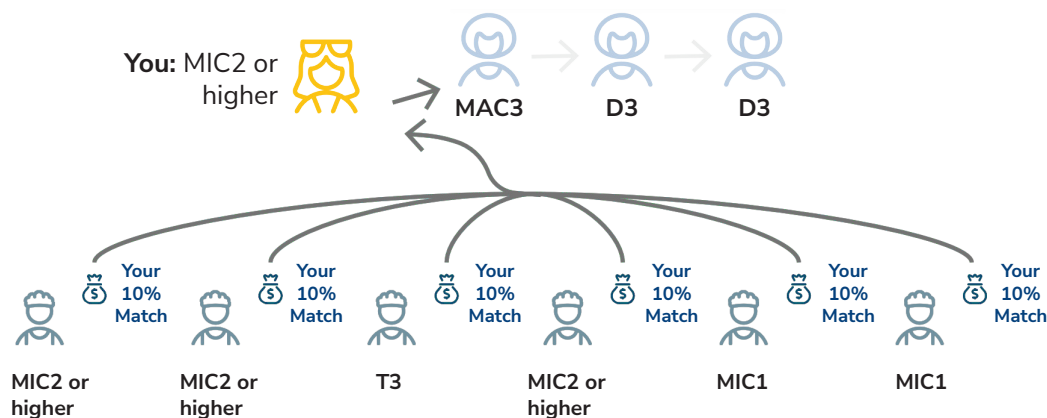 You: MIC2 or
higher
MAC3
D3
D3
$ Your
10%
Match
$ Your
10%
Match
$ Your
10%
Match
$ Your
10%
Match
$ Your
10%
Match
$ Your
10%
Match
MIC2 or
higher
MIC2 or
higher
T3
MIC2 or
higher
MIC1
MIC1